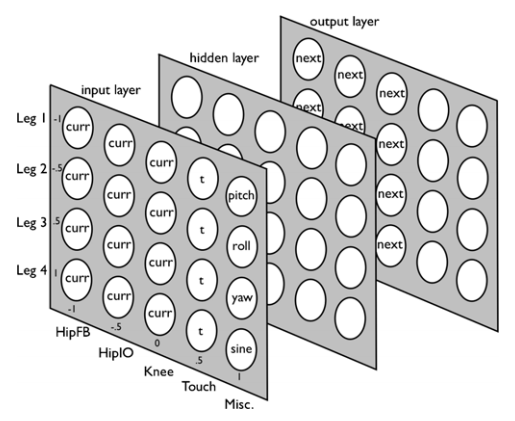 output layer
next next next
next next next
next
next
hidden layer
input layer
Leg 1 -1 curr curr curr t pitch
Leg 2 -.5 curr curr curr t roll
Leg 3 .5 curr curr curr t yaw
Leg 4 1 curr curr curr t sine
-1 -.5 0 .5 1
HipFB
HipIO
Knee
Touch
Misc.